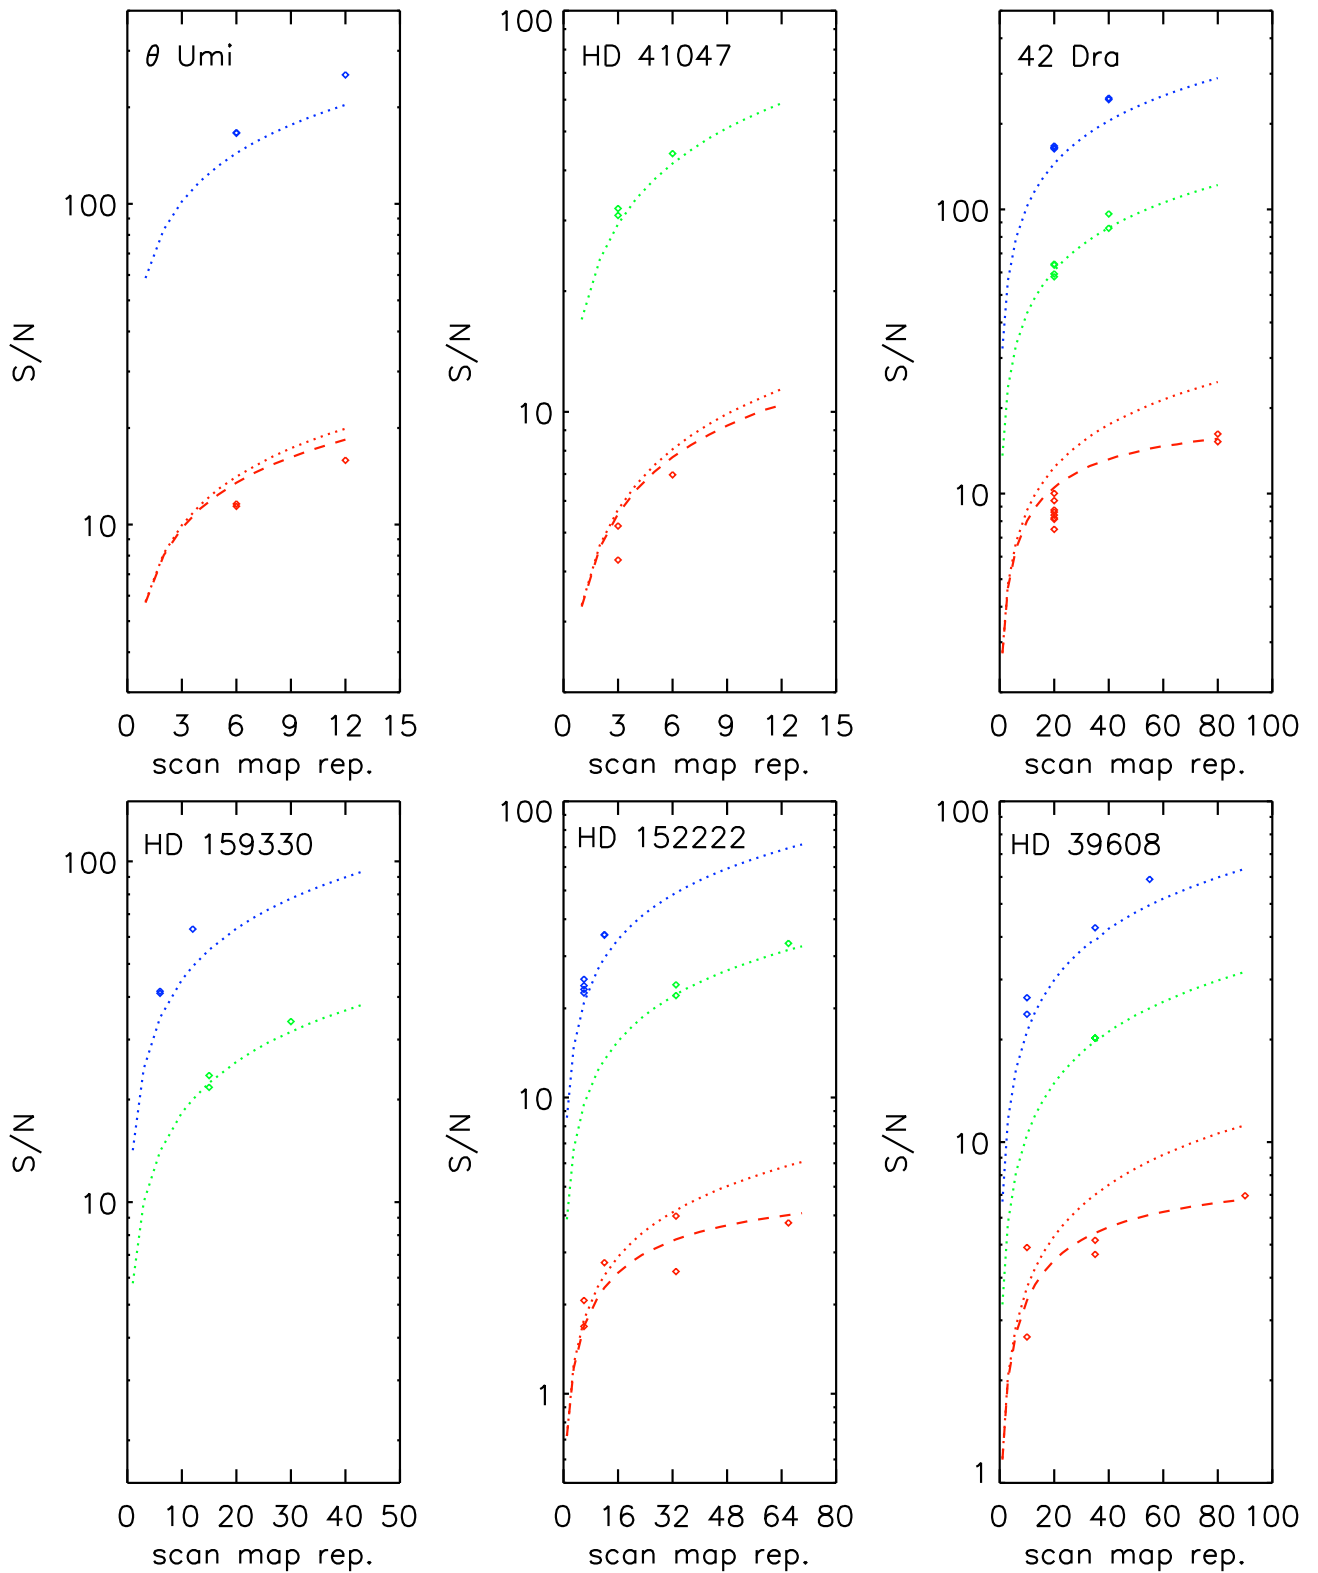 θ Umi
100
10
S/N
0 3 6 9 12 15
scan map rep.
HD 41047
100
10
S/N
0 3 6 9 12 15
scan map rep.
42 Dra
100
10
S/N
0 20 40 60 80 100
scan map rep.
HD 159330
100
10
S/N
0 10 20 30 40 50
scan map rep.
HD 152222
100
10
1
S/N
0 16 32 48 64 80
scan map rep.
HD 39608
100
10
1
S/N
0 20 40 60 80 100
scan map rep.